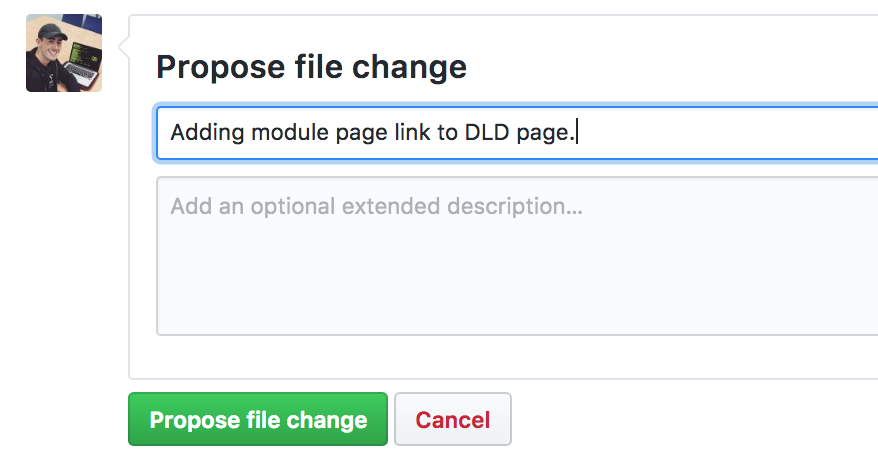 Propose file change
Adding module page link to DLD page.
Add an optional extended description...
Propose file change
Cancel